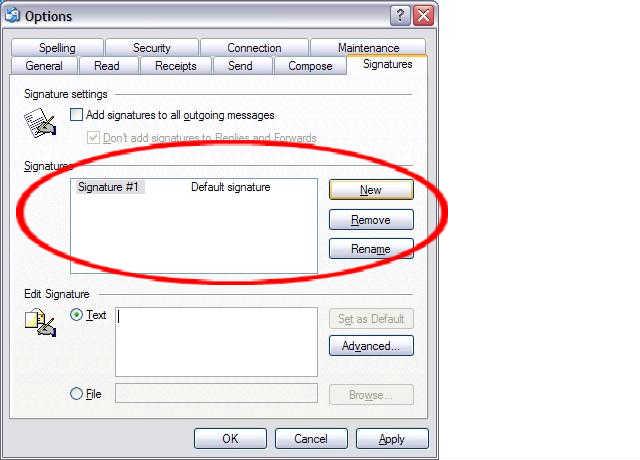 Options
Spelling Security Connection Maintenance
General Read Receipts Send Compose Signatures
Signature settings
Add signatures to all outgoing messages
Don't add signatures to Replies and Forwards
Signatures
Signature #1 Default signature New
Remove
Rename
Edit Signature
Text Set as Default
Advanced...
File Browse...
OK Cancel Apply